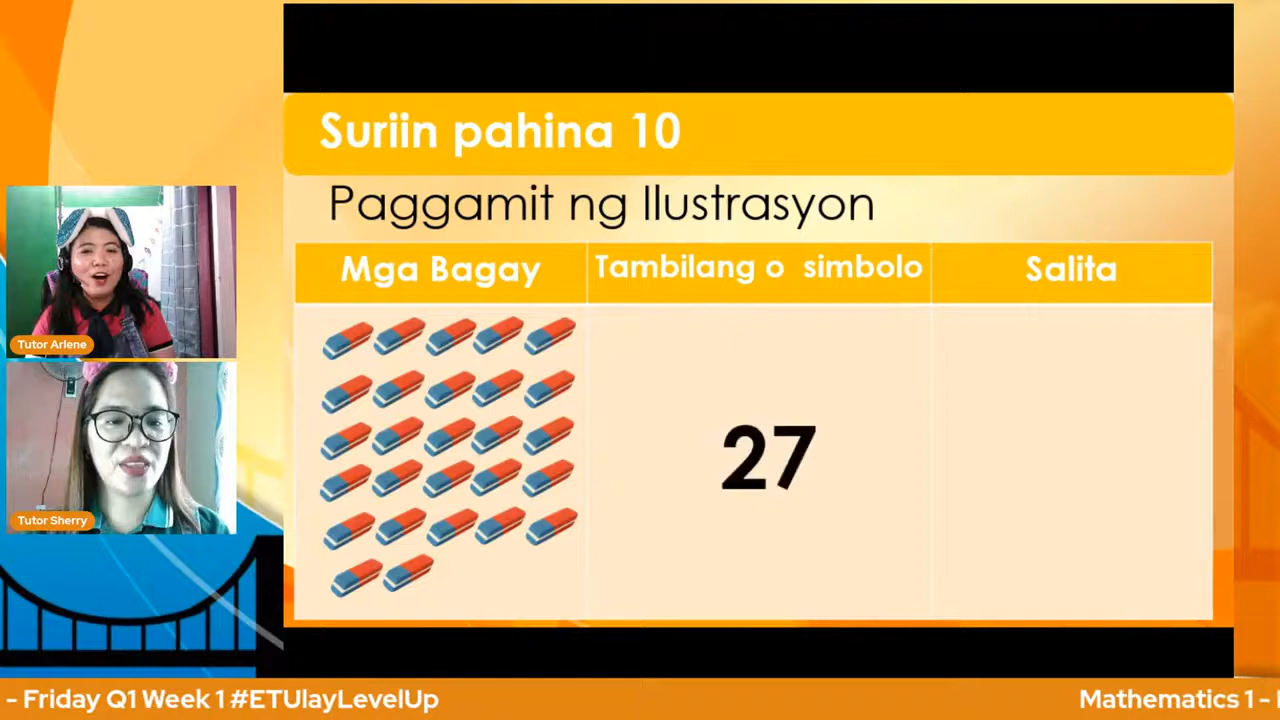 Suriin pahina 10
Paggamit ng Ilustrasyon
Mga Bagay
Tambilang o simbolo
Salita
27
Tutor Arlene
Tutor Sherry
- Friday Q1 Week 1 #ETUlayLevelUp
Mathematics 1 -